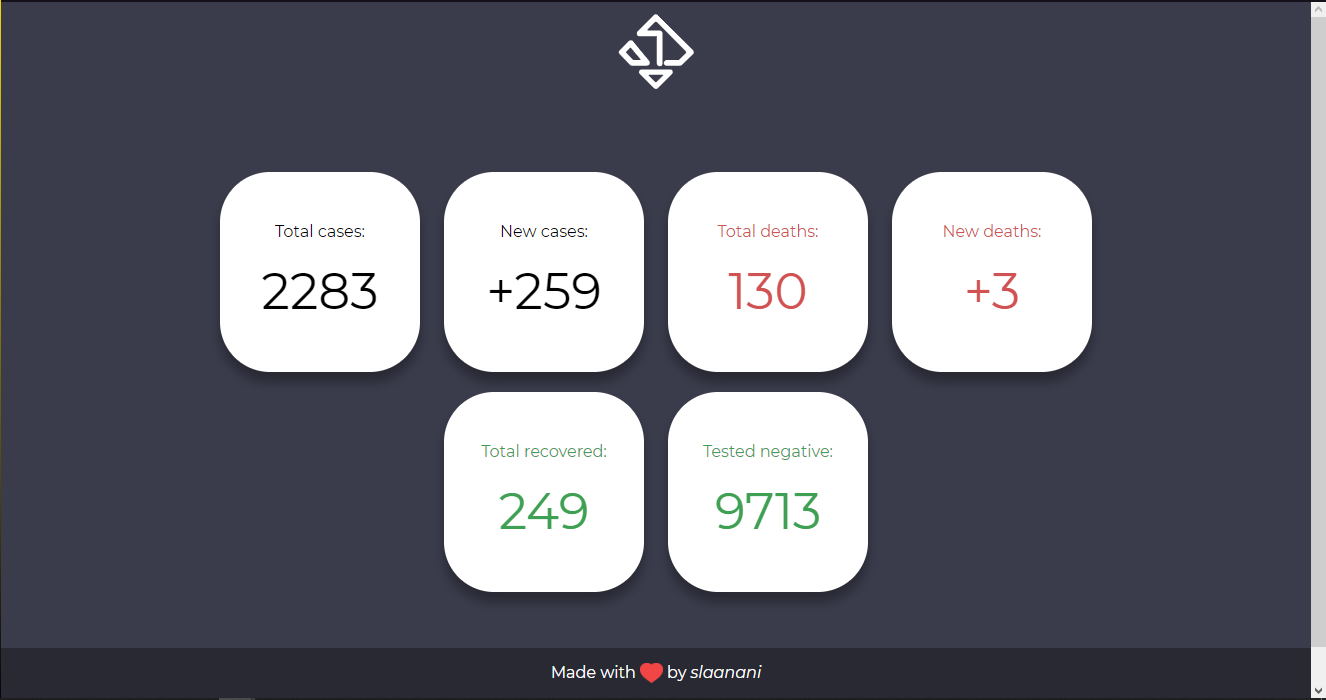 Total cases:
2283
New cases:
+259
Total deaths:
130
New deaths:
+3
Total recovered:
249
Tested negative:
9713
Made with ❤ by slaanani